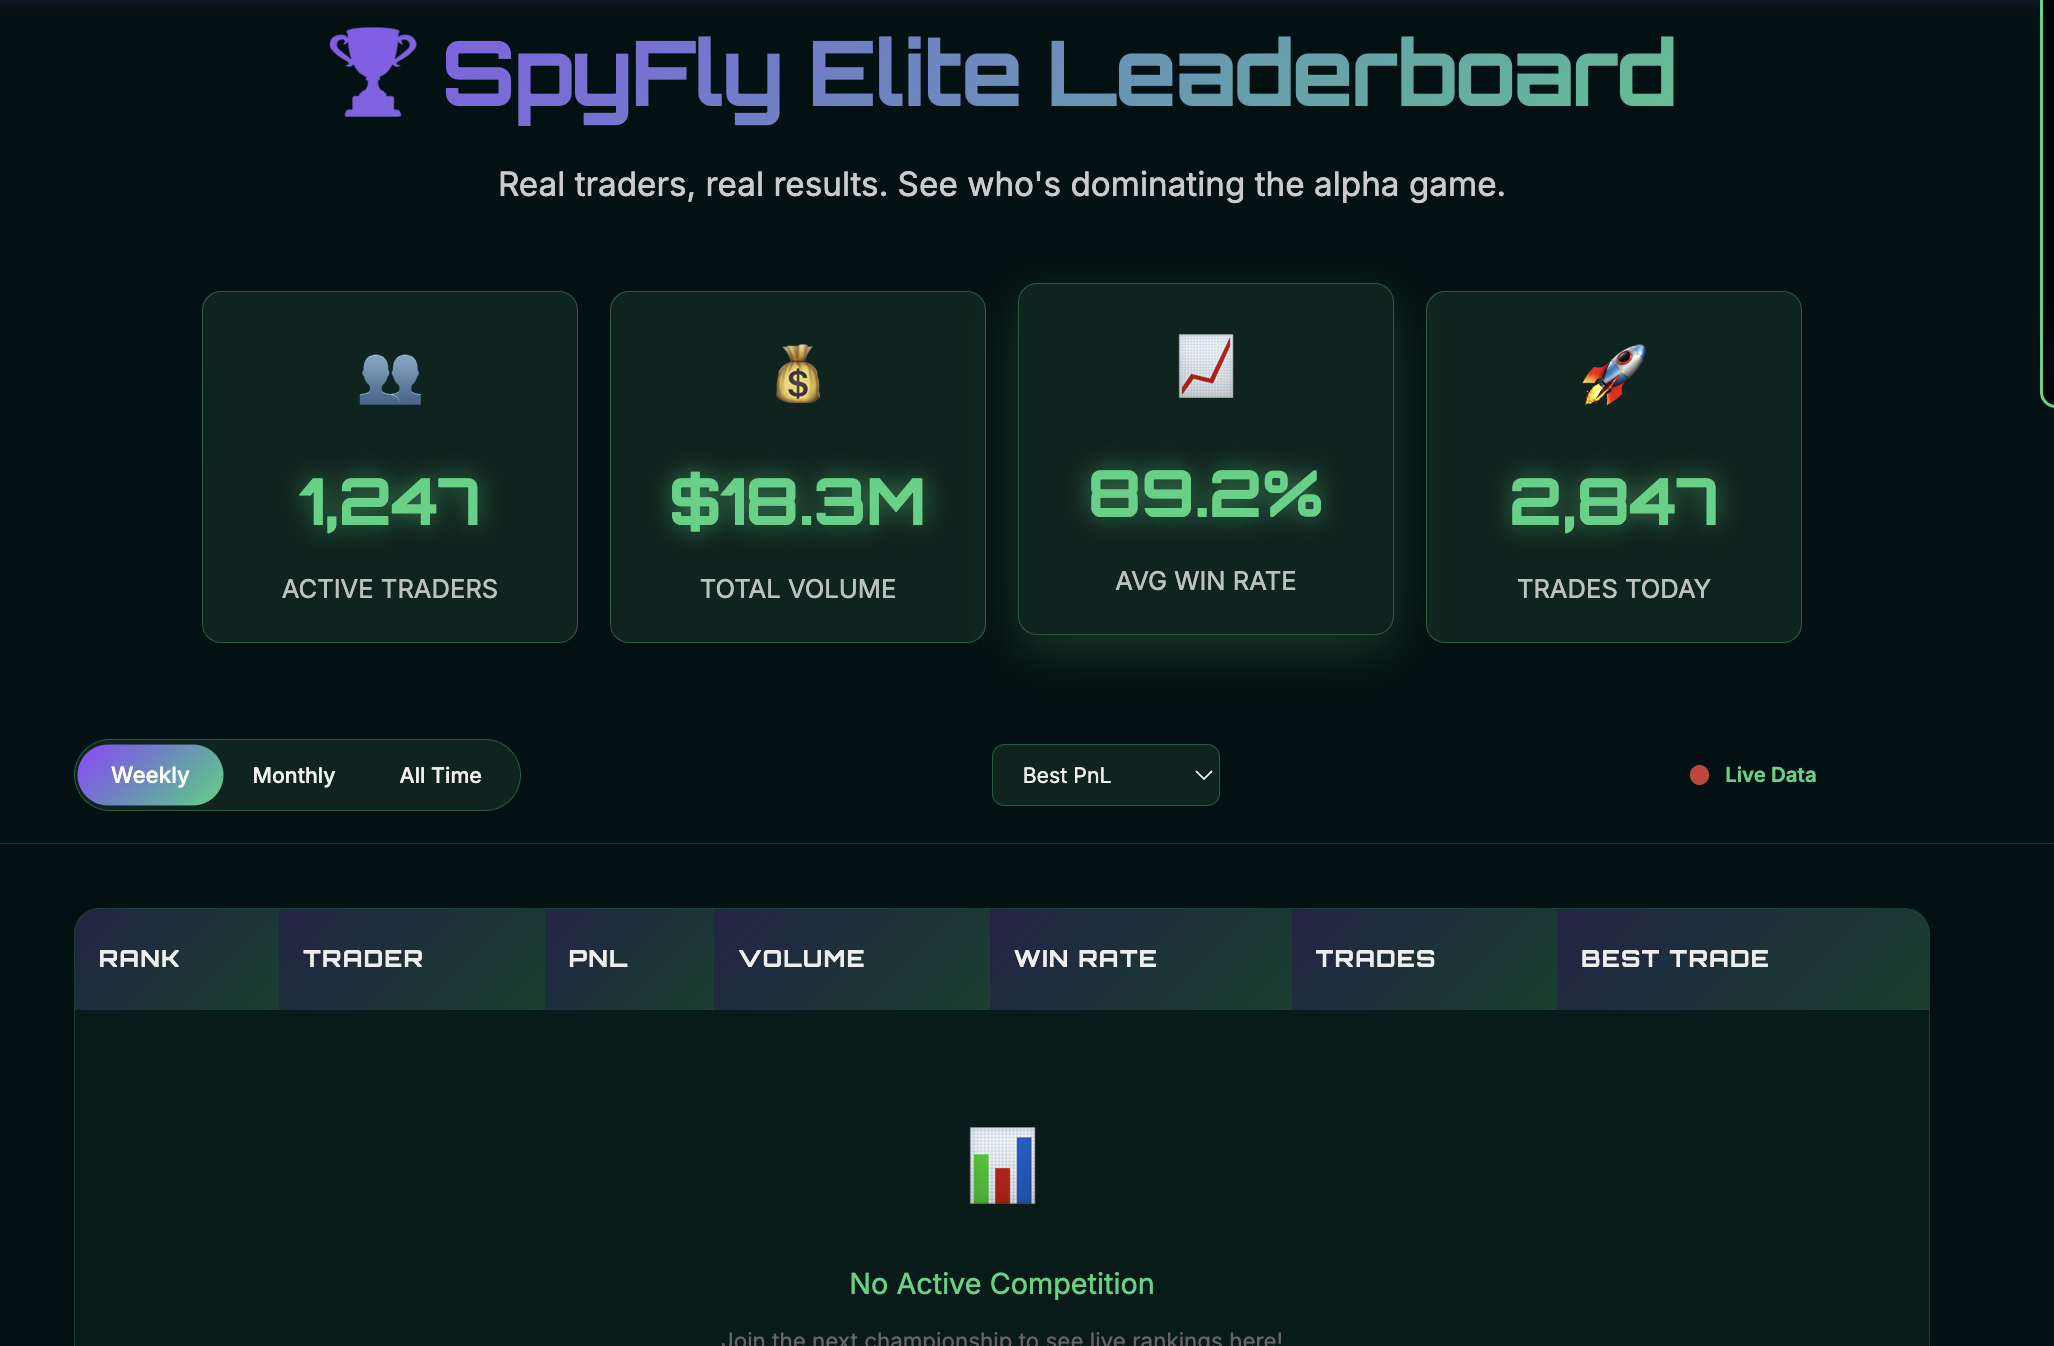 SpyFly Elite Leaderboard
Real traders, real results. See who's dominating the alpha game.
1,247
ACTIVE TRADERS
$18.3M
TOTAL VOLUME
89.2%
AVG WIN RATE
2,847
TRADES TODAY
Weekly Monthly All Time
Best PnL
Live Data
RANK TRADER PNL VOLUME WIN RATE TRADES BEST TRADE
No Active Competition
Join the next championship to see live rankings here!